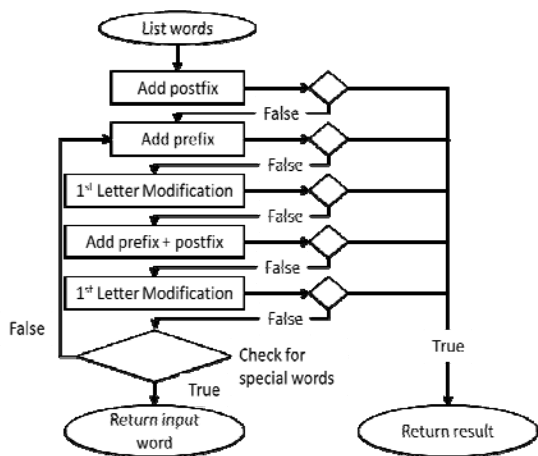 List words
Add postfix
False
Add prefix
False
1st Letter Modification
False
Add prefix + postfix
False
1st Letter Modification
False
False
Check for
special words
True
True
Return input
word
Return result